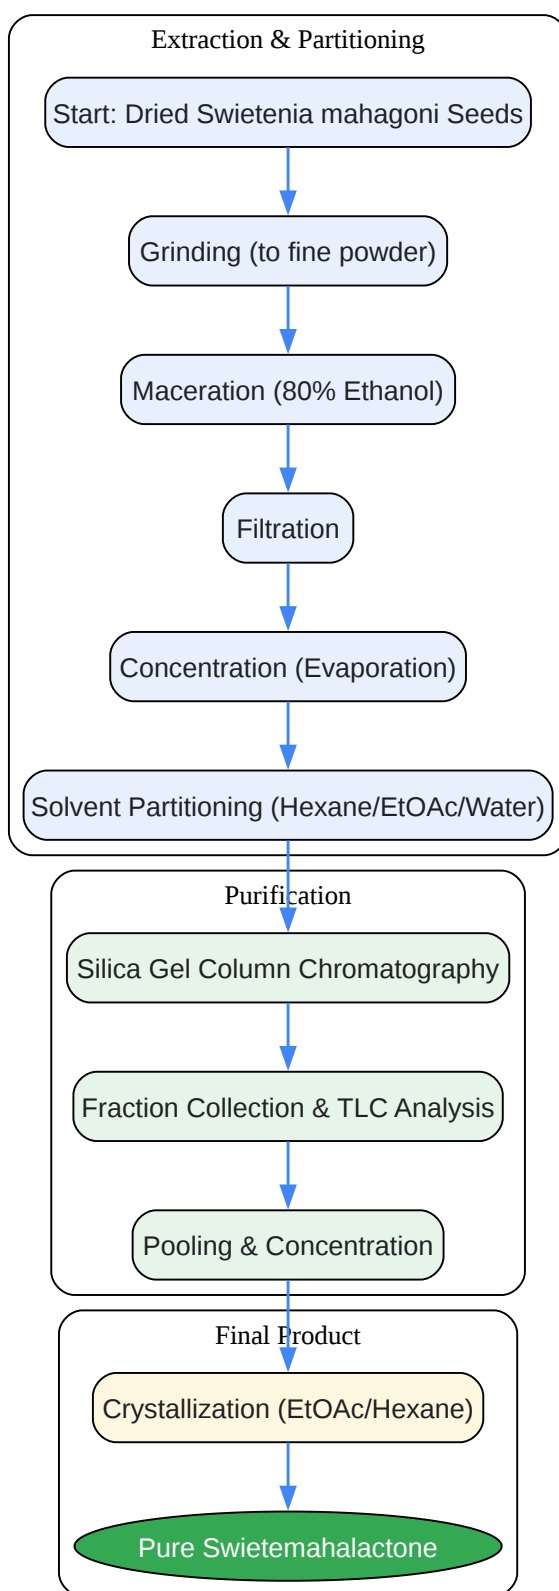 Extraction & Partitioning
Start: Dried Swietenia mahagoni Seeds
Grinding (to fine powder)
Maceration (80% Ethanol)
Filtration
Concentration (Evaporation)
Solvent Partitioning (Hexane/EtOAc/Water)
Purification
Silica Gel Column Chromatography
Fraction Collection & TLC Analysis
Pooling & Concentration
Final Product
Crystallization (EtOAc/Hexane)
Pure Swietemahalactone